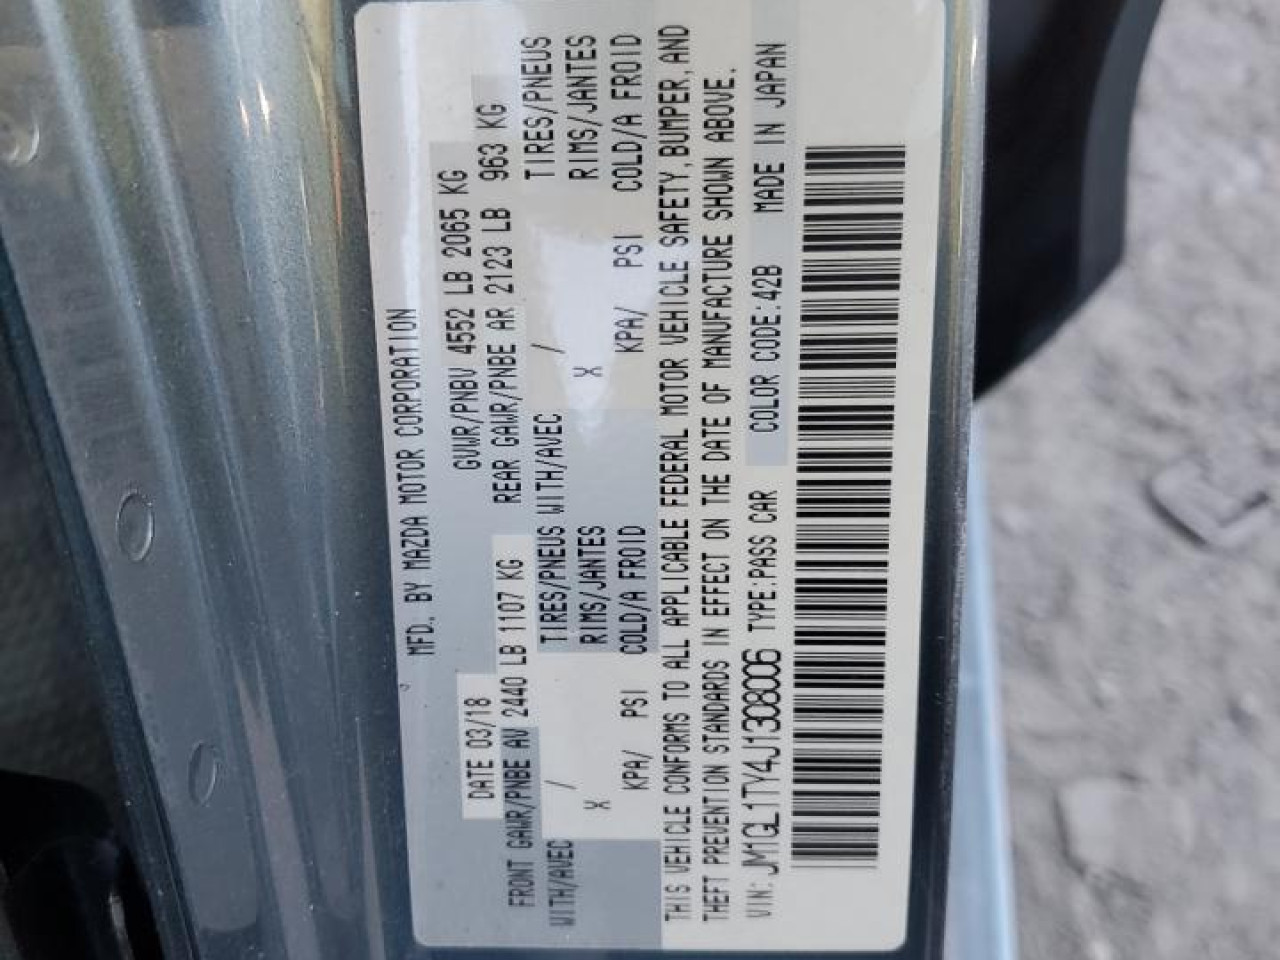 MFD. BY MAZDA MOTOR CORPORATION
DATE 03/18 GVWR/PNBV 4552 LB 2065 KG
FRONT GAWR/PNBE AV 2440 LB 1107 KG REAR GAWR/PNBE AR 2123 LB 963 KG
WITH/AVEC / TIRES/PNEUS WITH/AVEC / TIRES/PNEUS
X RIMS/JANTES X RIMS/JANTES
KPA/ PSI COLD/A FROID KPA/ PSI COLD/A FROID
THIS VEHICLE CONFORMS TO ALL APPLICABLE FEDERAL MOTOR VEHICLE SAFETY, BUMPER, AND
THEFT PREVENTION STANDARDS IN EFFECT ON THE DATE OF MANUFACTURE SHOWN ABOVE.
VIN: JM1GL1TY4J1308006 TYPE:PASS CAR COLOR CODE:42B MADE IN JAPAN